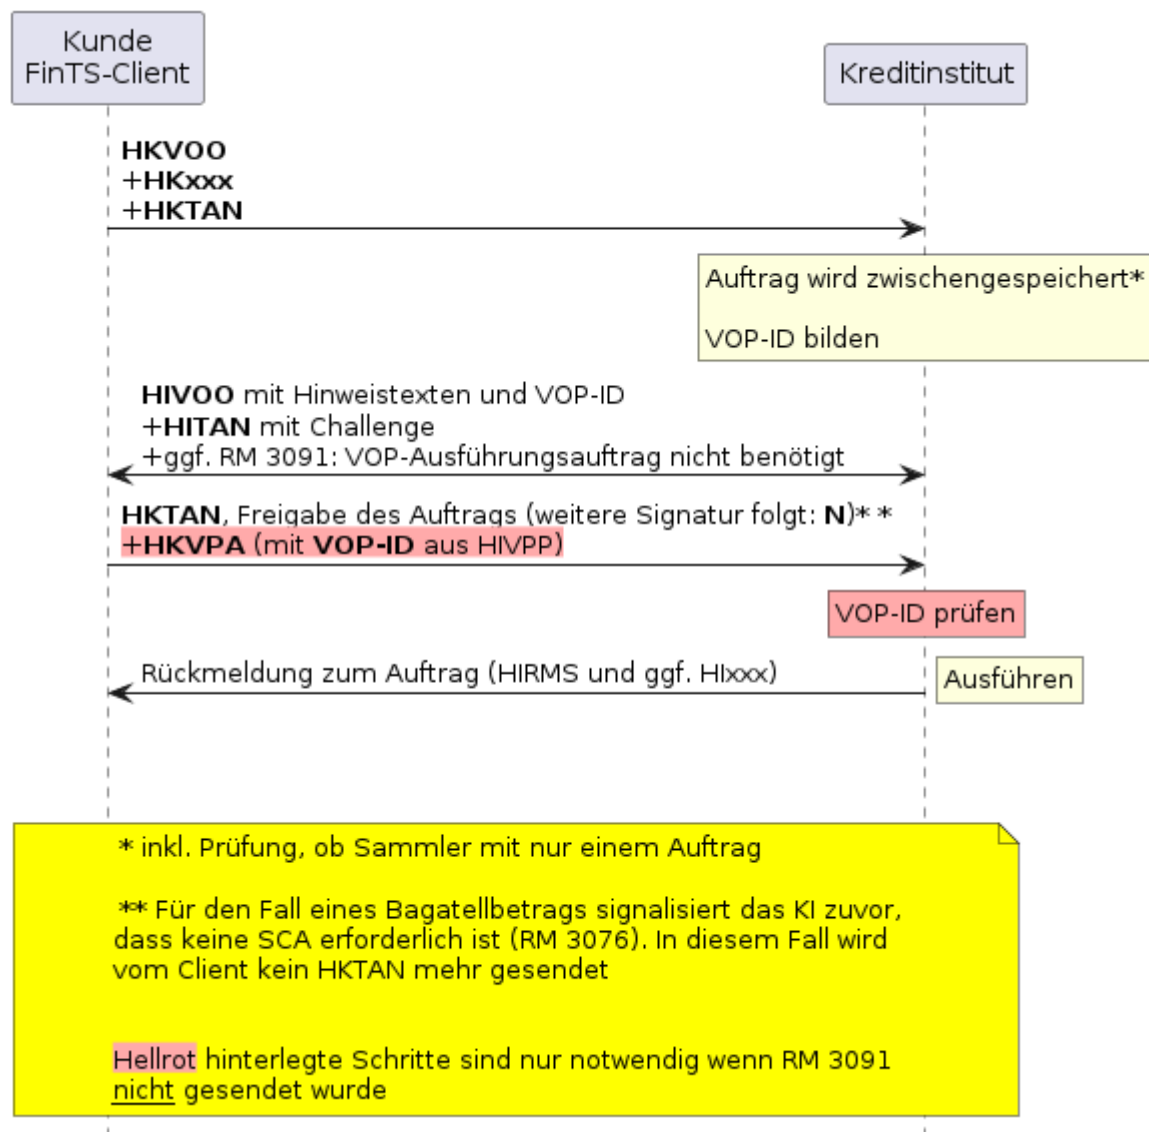 Kunde
FinTS-Client
Kreditinstitut
HKVOO
+HKxxx
+HKTAN
Auftrag wird zwischengespeichert*
VOP-ID bilden
HIVOO mit Hinweistexten und VOP-ID
+HITAN mit Challenge
+ggf. RM 3091: VOP-Ausführungsauftrag nicht benötigt
HKTAN, Freigabe des Auftrags (weitere Signatur folgt: N)* *
+HKVPA (mit VOP-ID aus HIVPP)
VOP-ID prüfen
Rückmeldung zum Auftrag (HIRMS und ggf. HIxxx)
Ausführen
* inkl. Prüfung, ob Sammler mit nur einem Auftrag
** Für den Fall eines Bagatellbetrags signalisiert das KI zuvor,
dass keine SCA erforderlich ist (RM 3076). In diesem Fall wird
vom Client kein HKTAN mehr gesendet
Hellrot hinterlegte Schritte sind nur notwendig wenn RM 3091
nicht gesendet wurde